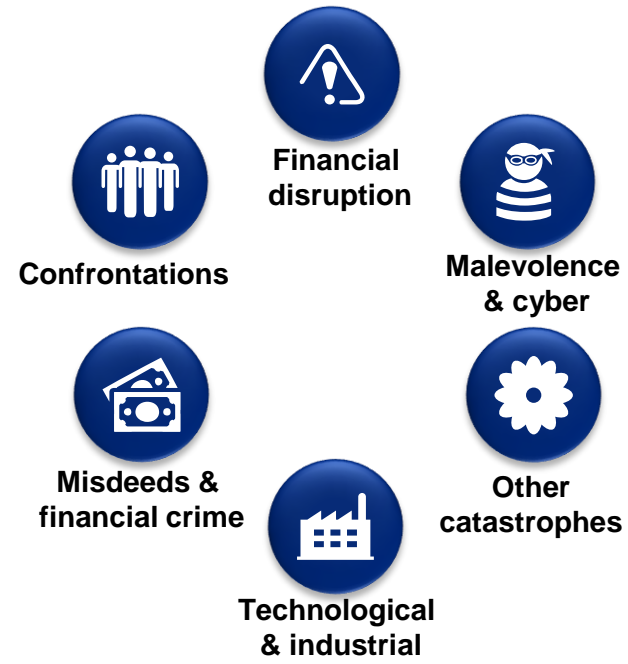 Financial
disruption
Confrontations
Malevolence
& cyber
Misdeeds &
financial crime
Other
catastrophes
Technological
& industrial